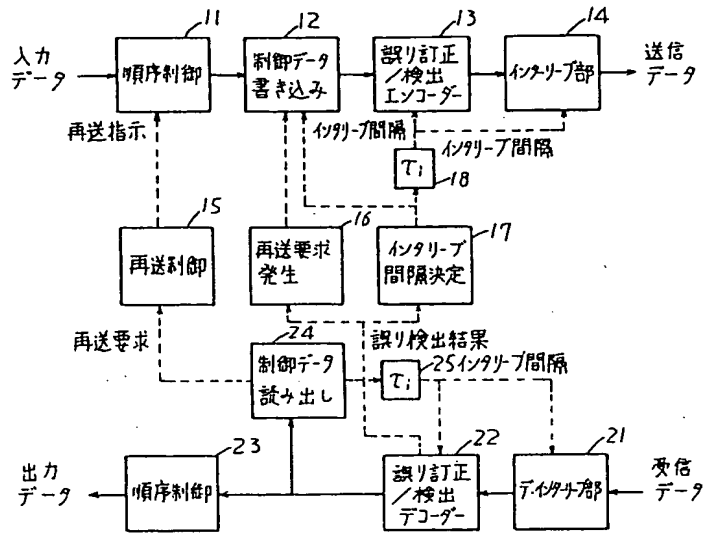 11
12
13
14
入力
データ
順序制御
制御データ
書き込み
誤り訂正
/検出
エンコーダー
インターリーブ部
送信
データ
再送指示
インタリーブ間隔
インタリーブ間隔
τi
18
15
16
17
再送制御
再送要求
発生
インタリーブ
間隔決定
再送要求
24
誤り検出結果
制御データ
読み出し
τi
25
インタリーブ間隔
23
22
21
出力
データ
順序制御
誤り訂正
/検出
デコーダー
デ・インターリーブ部
受信
データ